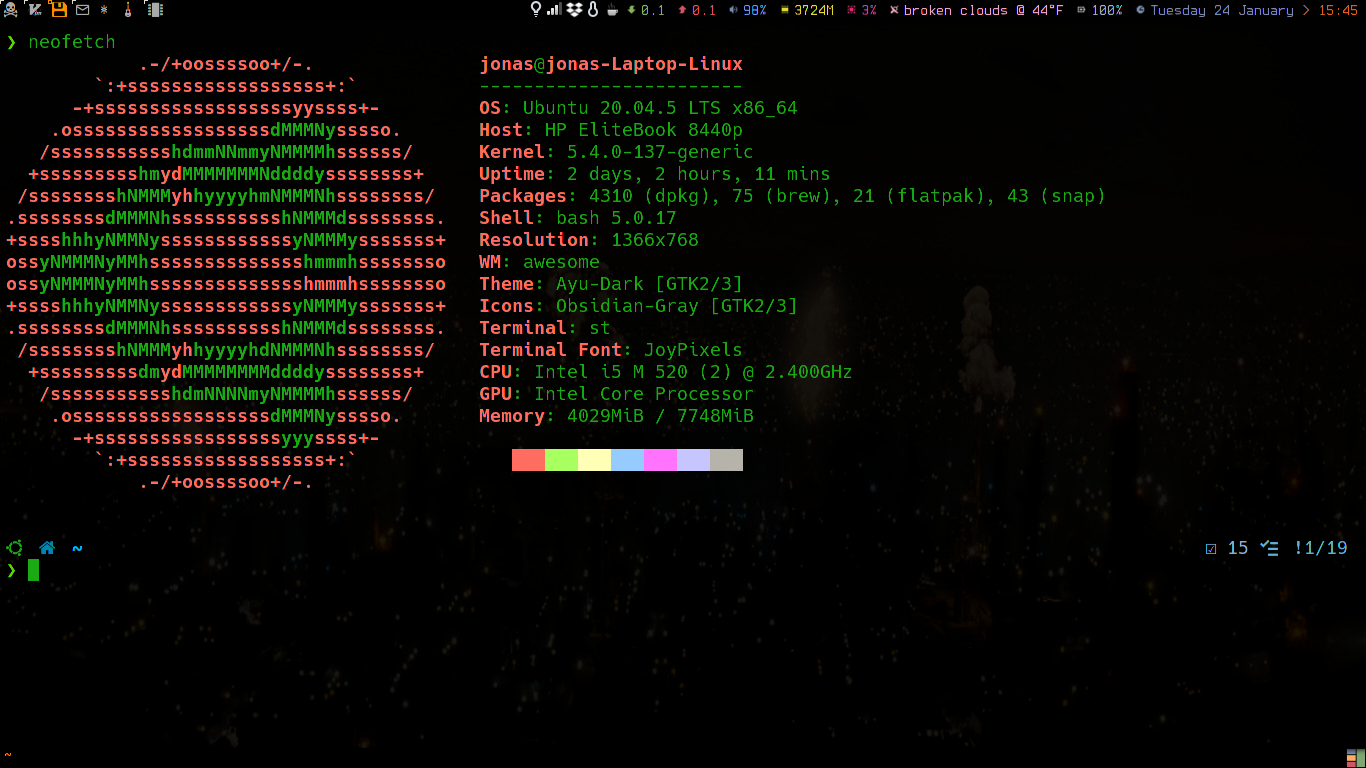 0.1 0.1 98% 3724M 3% broken clouds @ 44°F 100% Tuesday 24 January > 15:45
❯ neofetch
.-/+oossssoo+/-.
`:+ssssssssssssssssss+:`
-+ssssssssssssssssssyyssss+-
.ossssssssssssssssssdMMMNysssso.
/ssssssssssshdmmNNmmyNMMMMhssssss/
+ssssssssshmydMMMMMMMNddddyssssssss+
/sssssssshNMMMyhhyyyyhmNMMMNhssssssss/
.ssssssssdMMMNhsssssssssshNMMMdssssssss.
+sssshhhyNMMNyssssssssssssyNMMMysssssss+
ossyNMMMNyMMhsssssssssssssshmmmhssssssso
ossyNMMMNyMMhsssssssssssssshmmmhssssssso
+sssshhhyNMMNyssssssssssssyNMMMysssssss+
.ssssssssdMMMNhsssssssssshNMMMdssssssss.
/sssssssshNMMMyhhyyyyhdNMMMNhssssssss/
+sssssssssdmydMMMMMMMMddddyssssssss+
/ssssssssssshdmNNNNmyNMMMMhssssss/
.ossssssssssssssssssdMMMNysssso.
-+sssssssssssssssssyyyssss+-
`:+ssssssssssssssssss+:`
.-/+oossssoo+/-.
jonas@jonas-Laptop-Linux
------------------------
OS: Ubuntu 20.04.5 LTS x86_64
Host: HP EliteBook 8440p
Kernel: 5.4.0-137-generic
Uptime: 2 days, 2 hours, 11 mins
Packages: 4310 (dpkg), 75 (brew), 21 (flatpak), 43 (snap)
Shell: bash 5.0.17
Resolution: 1366x768
WM: awesome
Theme: Ayu-Dark [GTK2/3]
Icons: Obsidian-Gray [GTK2/3]
Terminal: st
Terminal Font: JoyPixels
CPU: Intel i5 M 520 (2) @ 2.400GHz
GPU: Intel Core Processor
Memory: 4029MiB / 7748MiB
~ ☑ 15 !1/19
❯
~